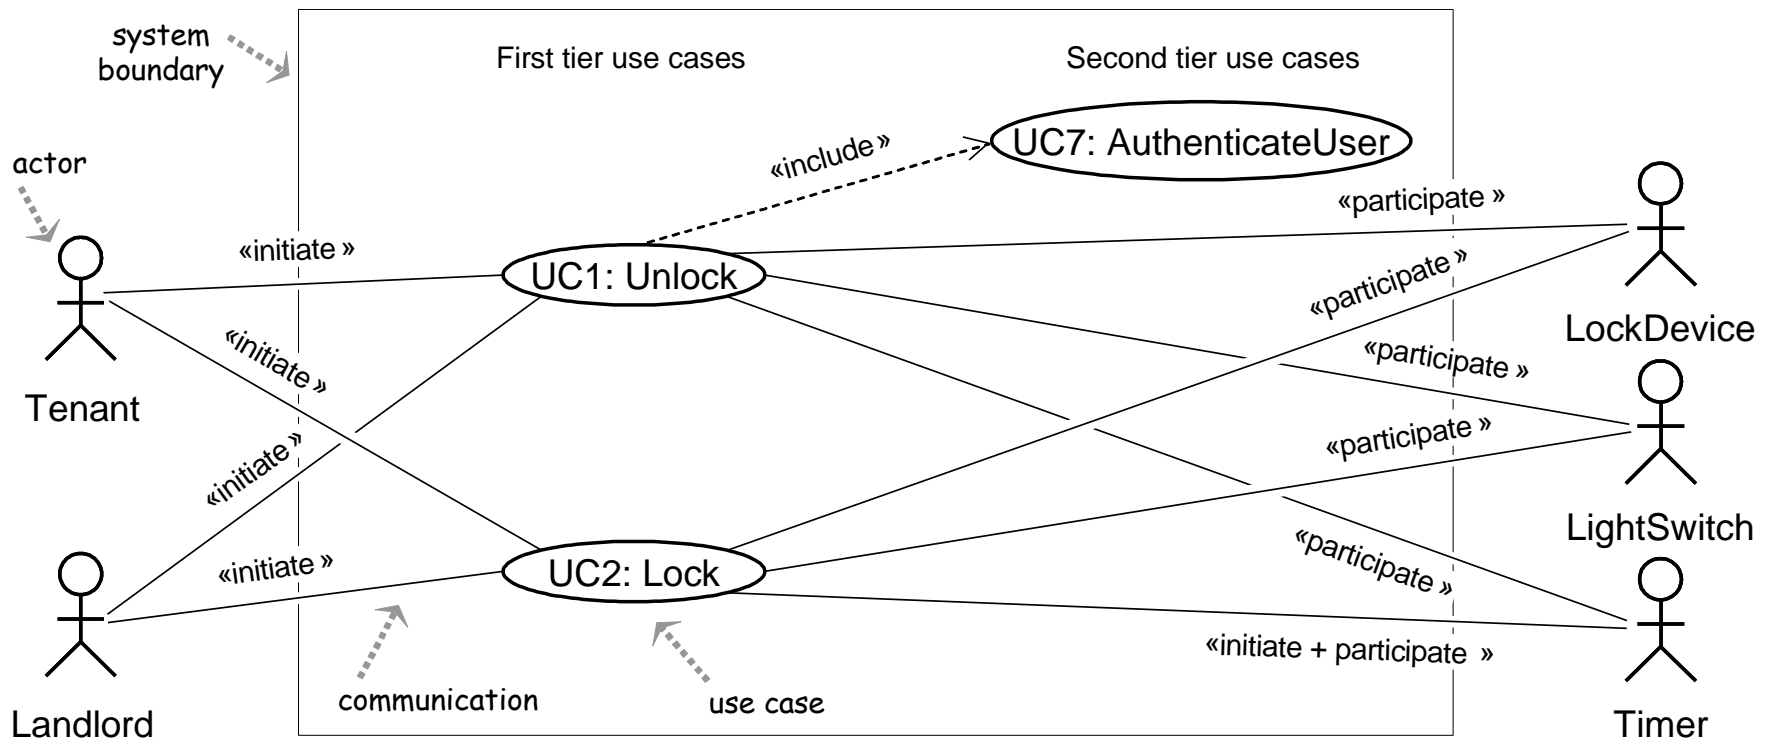 system
boundary
First tier use cases
Second tier use cases
UC7: AuthenticateUser
«include »
actor
«participate »
«initiate »
UC1: Unlock
«participate »
LockDevice
«initiate »
«participate »
Tenant
«participate »
«initiate »
LightSwitch
«initiate »
UC2: Lock
«participate »
«initiate + participate »
communication
use case
Landlord
Timer